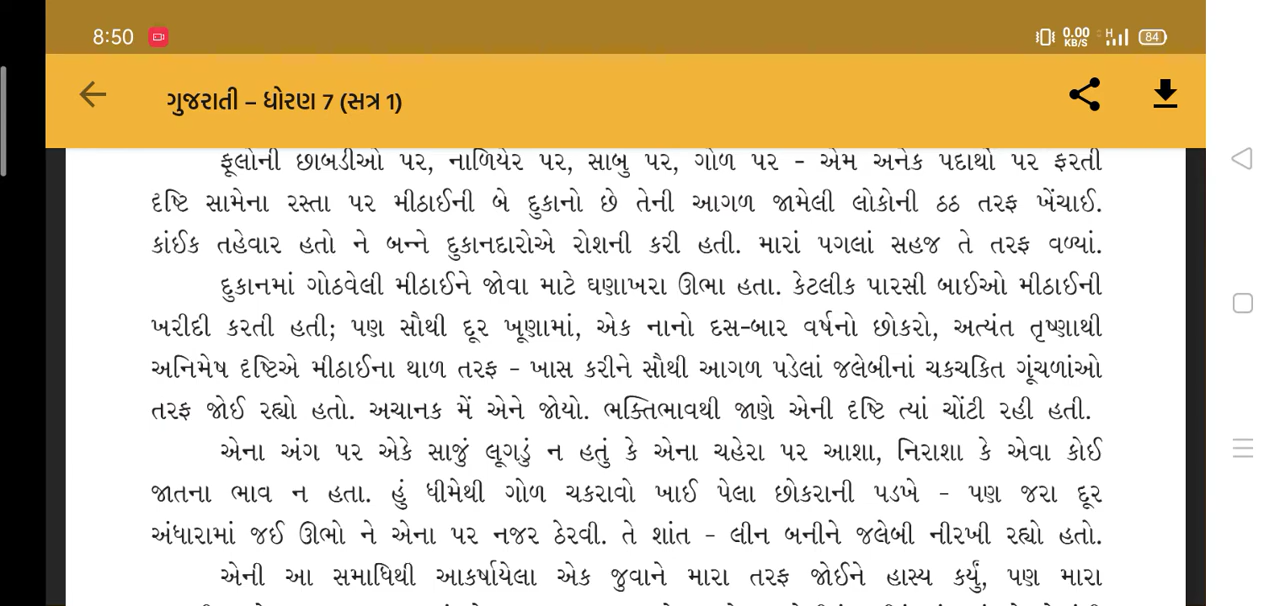 8:50
0.00 KB/S H 84
ગુજરાતી – ધોરણ 7 (સત્ર 1)
ફૂલોની છાબડીઓ પર, નાળિયેર પર, સાબુ પર, ગોળ પર - એમ અનેક પદાર્થો પર ફરતી
દૃષ્ટિ સામેના રસ્તા પર મીઠાઈની બે દુકાનો છે તેની આગળ જામેલી લોકોની ઠઠ તરફ ખેંચાઈ.
કાંઈક તહેવાર હતો ને બન્ને દુકાનદારોએ રોશની કરી હતી. મારાં પગલાં સહજ તે તરફ વળ્યાં.
દુકાનમાં ગોઠવેલી મીઠાઈને જોવા માટે ઘણાખરા ઊભા હતા. કેટલીક પારસી બાઈઓ મીઠાઈની
ખરીદી કરતી હતી; પણ સૌથી દૂર ખૂણામાં, એક નાનો દસ-બાર વર્ષનો છોકરો, અત્યંત તૃષ્ણાથી
અનિમેષ દૃષ્ટિએ મીઠાઈના થાળ તરફ - ખાસ કરીને સૌથી આગળ પડેલાં જલેબીનાં ચકચકિત ગૂંચળાંઓ
તરફ જોઈ રહ્યો હતો. અચાનક મેં એને જોયો. ભક્તિભાવથી જાણે એની દૃષ્ટિ ત્યાં ચોંટી રહી હતી.
એના અંગ પર એકે સાજું લૂગડું ન હતું કે એના ચહેરા પર આશા, નિરાશા કે એવા કોઈ
જાતના ભાવ ન હતા. હું ધીમેથી ગોળ ચકરાવો ખાઈ પેલા છોકરાની પડખે - પણ જરા દૂર
અંધારામાં જઈ ઊભો ને એના પર નજર ઠેરવી. તે શાંત - લીન બનીને જલેબી નીરખી રહ્યો હતો.
એની આ સમાધિથી આકર્ષાયેલા એક જુવાને મારા તરફ જોઈને હાસ્ય કર્યું, પણ મારા